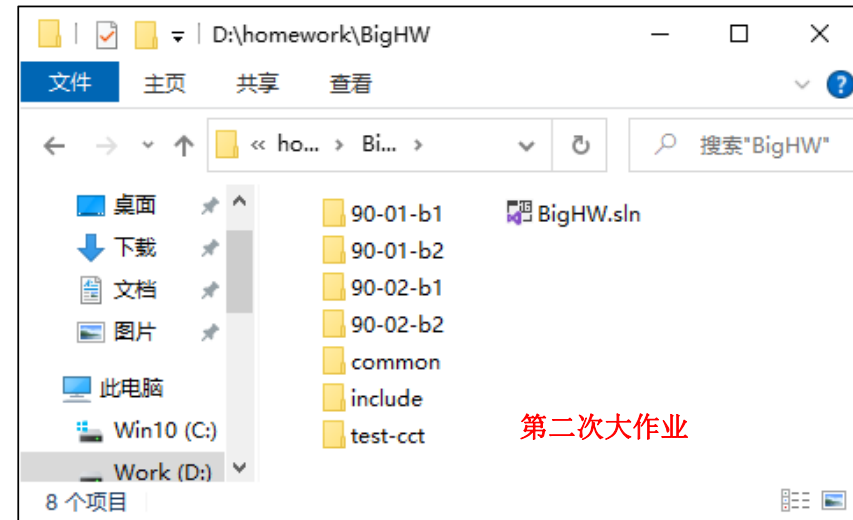 D:\homework\BigHW
文件 主页 共享 查看
« ho... › Bi... ›
搜索"BigHW"
桌面
下载
文档
图片
此电脑
Win10 (C:)
Work (D:)
90-01-b1
90-01-b2
90-02-b1
90-02-b2
common
include
test-cct
BigHW.sln
第二次大作业
8 个项目